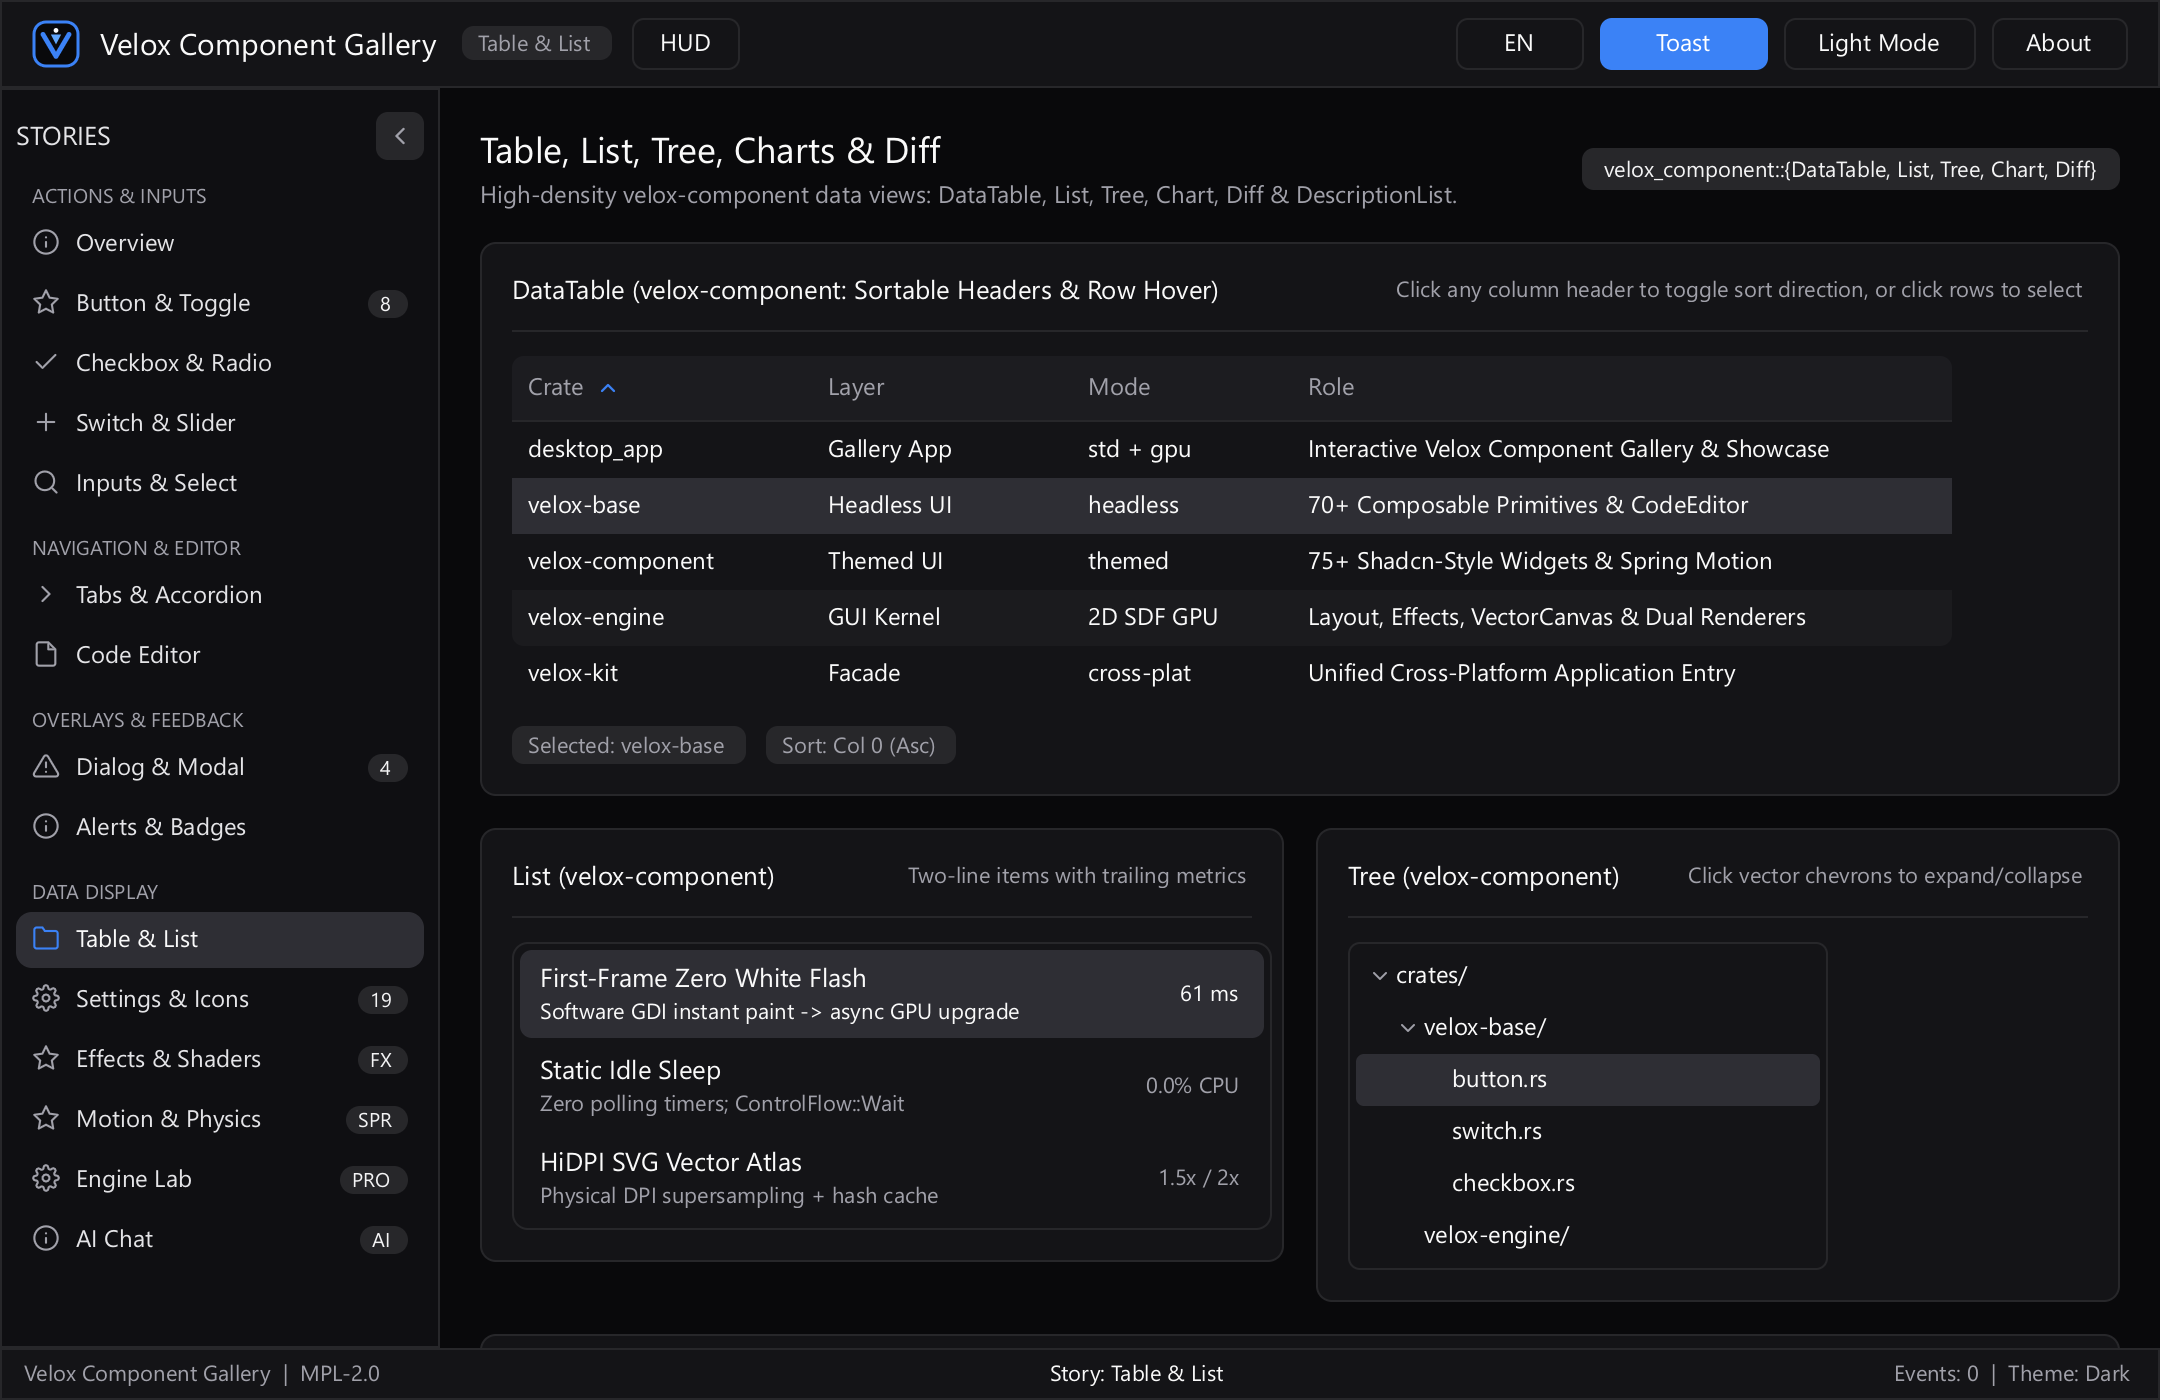 Velox Component Gallery
Table & List
HUD
EN
Toast
Light Mode
About
STORIES
ACTIONS & INPUTS
Overview
Button & Toggle 8
Checkbox & Radio
Switch & Slider
Inputs & Select
NAVIGATION & EDITOR
Tabs & Accordion
Code Editor
OVERLAYS & FEEDBACK
Dialog & Modal 4
Alerts & Badges
DATA DISPLAY
Table & List
Settings & Icons 19
Effects & Shaders FX
Motion & Physics SPR
Engine Lab PRO
AI Chat AI
Table, List, Tree, Charts & Diff
High-density velox-component data views: DataTable, List, Tree, Chart, Diff & DescriptionList.
velox_component::{DataTable, List, Tree, Chart, Diff}
DataTable (velox-component: Sortable Headers & Row Hover)
Click any column header to toggle sort direction, or click rows to select
Crate Layer Mode Role
desktop_app Gallery App std + gpu Interactive Velox Component Gallery & Showcase
velox-base Headless UI headless 70+ Composable Primitives & CodeEditor
velox-component Themed UI themed 75+ Shadcn-Style Widgets & Spring Motion
velox-engine GUI Kernel 2D SDF GPU Layout, Effects, VectorCanvas & Dual Renderers
velox-kit Facade cross-plat Unified Cross-Platform Application Entry
Selected: velox-base
Sort: Col 0 (Asc)
List (velox-component)
Two-line items with trailing metrics
First-Frame Zero White Flash
Software GDI instant paint -> async GPU upgrade
61 ms
Static Idle Sleep
Zero polling timers; ControlFlow::Wait
0.0% CPU
HiDPI SVG Vector Atlas
Physical DPI supersampling + hash cache
1.5x / 2x
Tree (velox-component)
Click vector chevrons to expand/collapse
crates/
velox-base/
button.rs
switch.rs
checkbox.rs
velox-engine/
Velox Component Gallery | MPL-2.0
Story: Table & List
Events: 0 | Theme: Dark